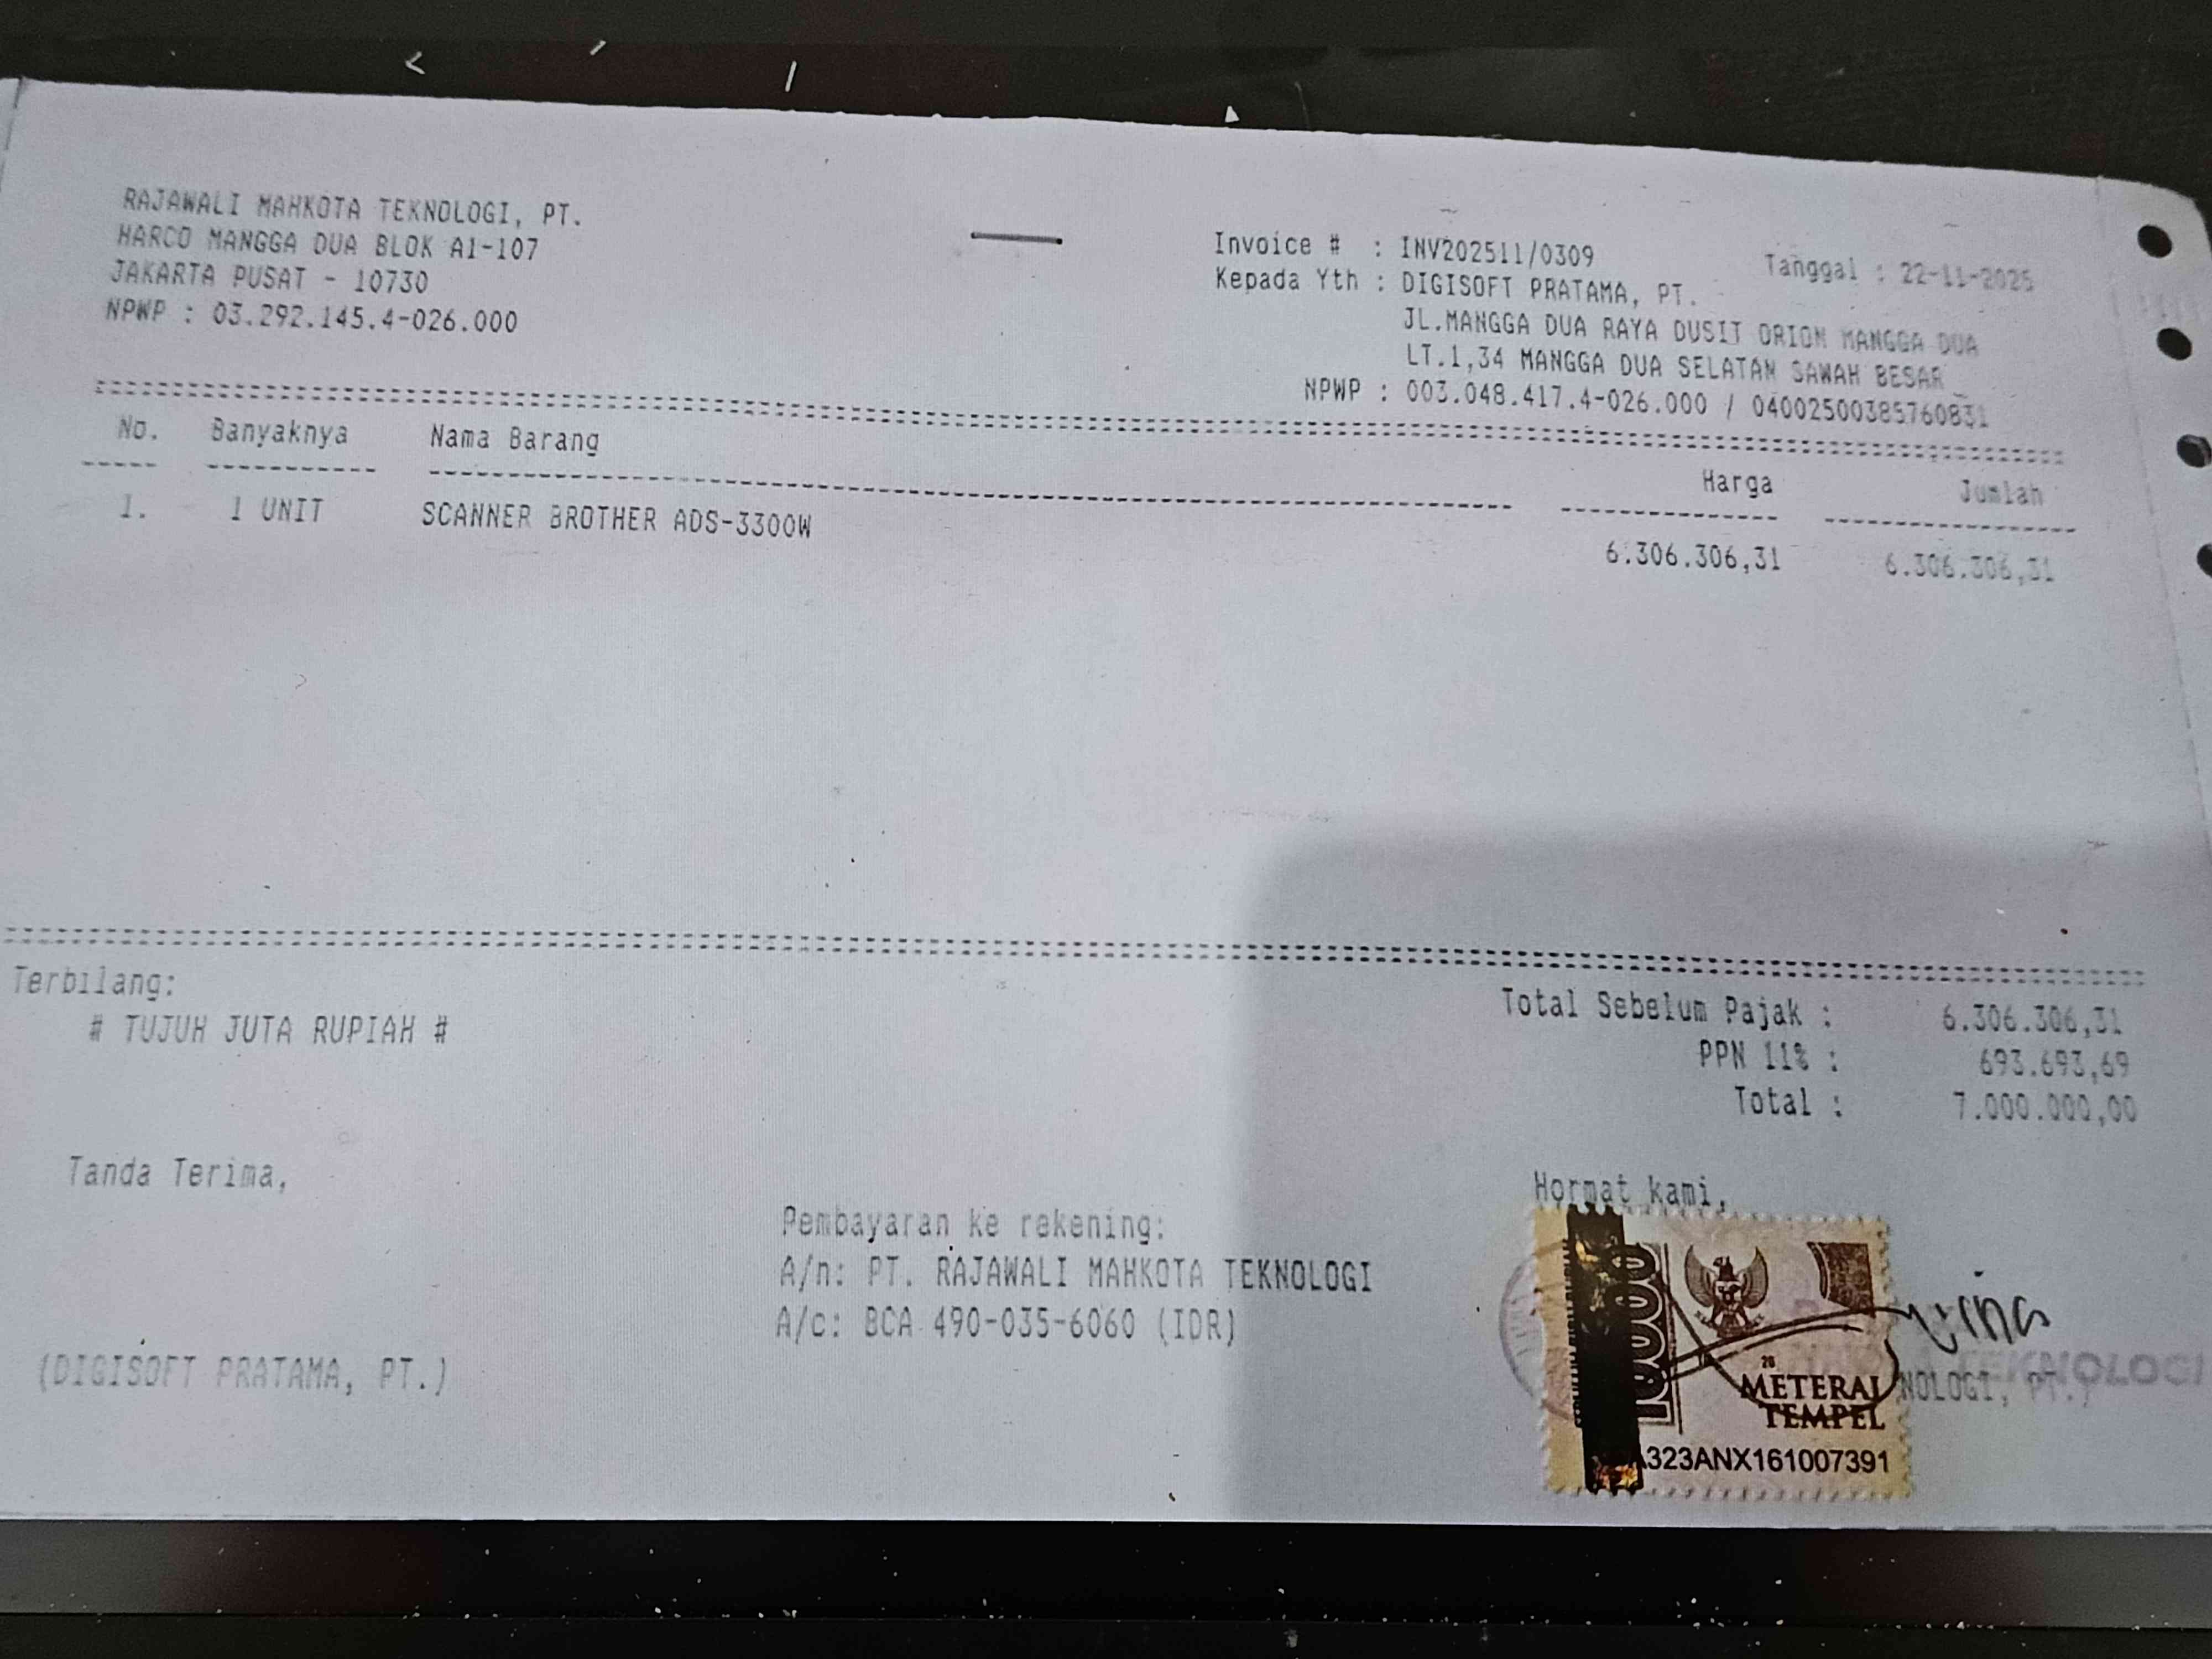 RAJAWALI MAHKOTA TEKNOLOGI, PT.
HARCO MANGGA DUA BLOK A1-107
JAKARTA PUSAT - 10730
NPWP : 03.292.145.4-026.000
Invoice # : INV202511/0309 Tanggal : 22-11-2025
Kepada Yth : DIGISOFT PRATAMA, PT.
JL.MANGGA DUA RAYA DUSIT ORION MANGGA DUA
LT.1,34 MANGGA DUA SELATAN SAWAH BESAR
NPWP : 003.048.417.4-026.000 / 04002500385760831
No. Banyaknya Nama Barang Harga Jumlah
1. 1 UNIT SCANNER BROTHER ADS-3300W 6.306.306,31 6.306.306,31
Terbilang:
# TUJUH JUTA RUPIAH #
Total Sebelum Pajak : 6.306.306,31
PPN 11% : 693.693,69
Total : 7.000.000,00
Tanda Terima,
(DIGISOFT PRATAMA, PT.)
Pembayaran ke rekening:
A/n: PT. RAJAWALI MAHKOTA TEKNOLOGI
A/c: BCA 490-035-6060 (IDR)
Hormat kami,
10000
TEKNOLOGI
METERAI
TEMPEL
NOLOGI, PT.)
A323ANX161007391